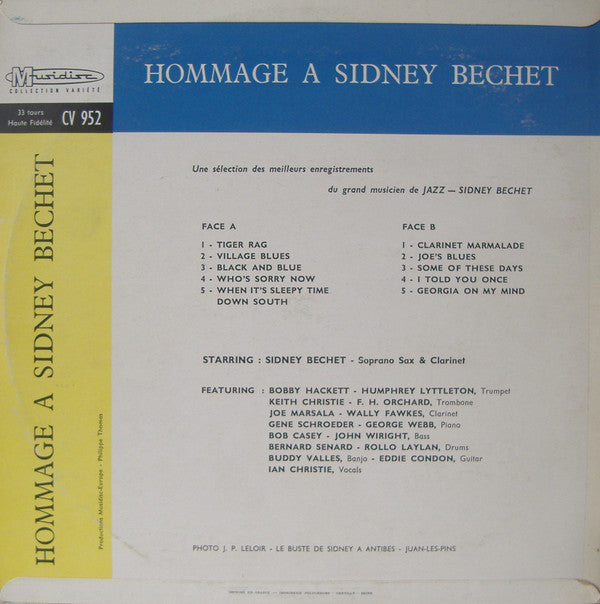 Musidisc
COLLECTION VARIÉTÉ
33 tours
Haute Fidélité CV 952
HOMMAGE A SIDNEY BECHET
HOMMAGE A SIDNEY BECHET
Production Musidisc-Europe - Philippe Thomas
Une sélection des meilleurs enregistrements
du grand musicien de JAZZ — SIDNEY BECHET
FACE A
1 - TIGER RAG
2 - VILLAGE BLUES
3 - BLACK AND BLUE
4 - WHO'S SORRY NOW
5 - WHEN IT'S SLEEPY TIME
DOWN SOUTH
FACE B
1 - CLARINET MARMALADE
2 - JOE'S BLUES
3 - SOME OF THESE DAYS
4 - I TOLD YOU ONCE
5 - GEORGIA ON MY MIND
STARRING : SIDNEY BECHET - Soprano Sax & Clarinet
FEATURING : BOBBY HACKETT - HUMPHREY LYTTLETON, Trumpet
KEITH CHRISTIE - F. H. ORCHARD, Trombone
JOE MARSALA - WALLY FAWKES, Clarinet
GENE SCHROEDER - GEORGE WEBB, Piano
BOB CASEY - JOHN WIRIGHT, Bass
BERNARD SENARD - ROLLO LAYLAN, Drums
BUDDY VALLES, Banjo - EDDIE CONDON, Guitar
IAN CHRISTIE, Vocals
PHOTO J. P. LELOIR - LE BUSTE DE SIDNEY A ANTIBES - JUAN-LES-PINS
IMPRIMÉ EN FRANCE